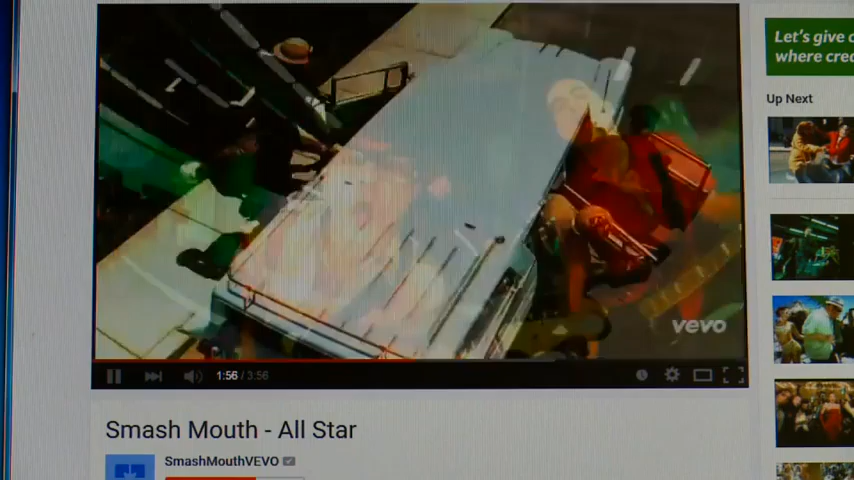 Let's give c
where cred
Up Next
vevo
1:56 / 3:56
Smash Mouth - All Star
SmashMouthVEVO